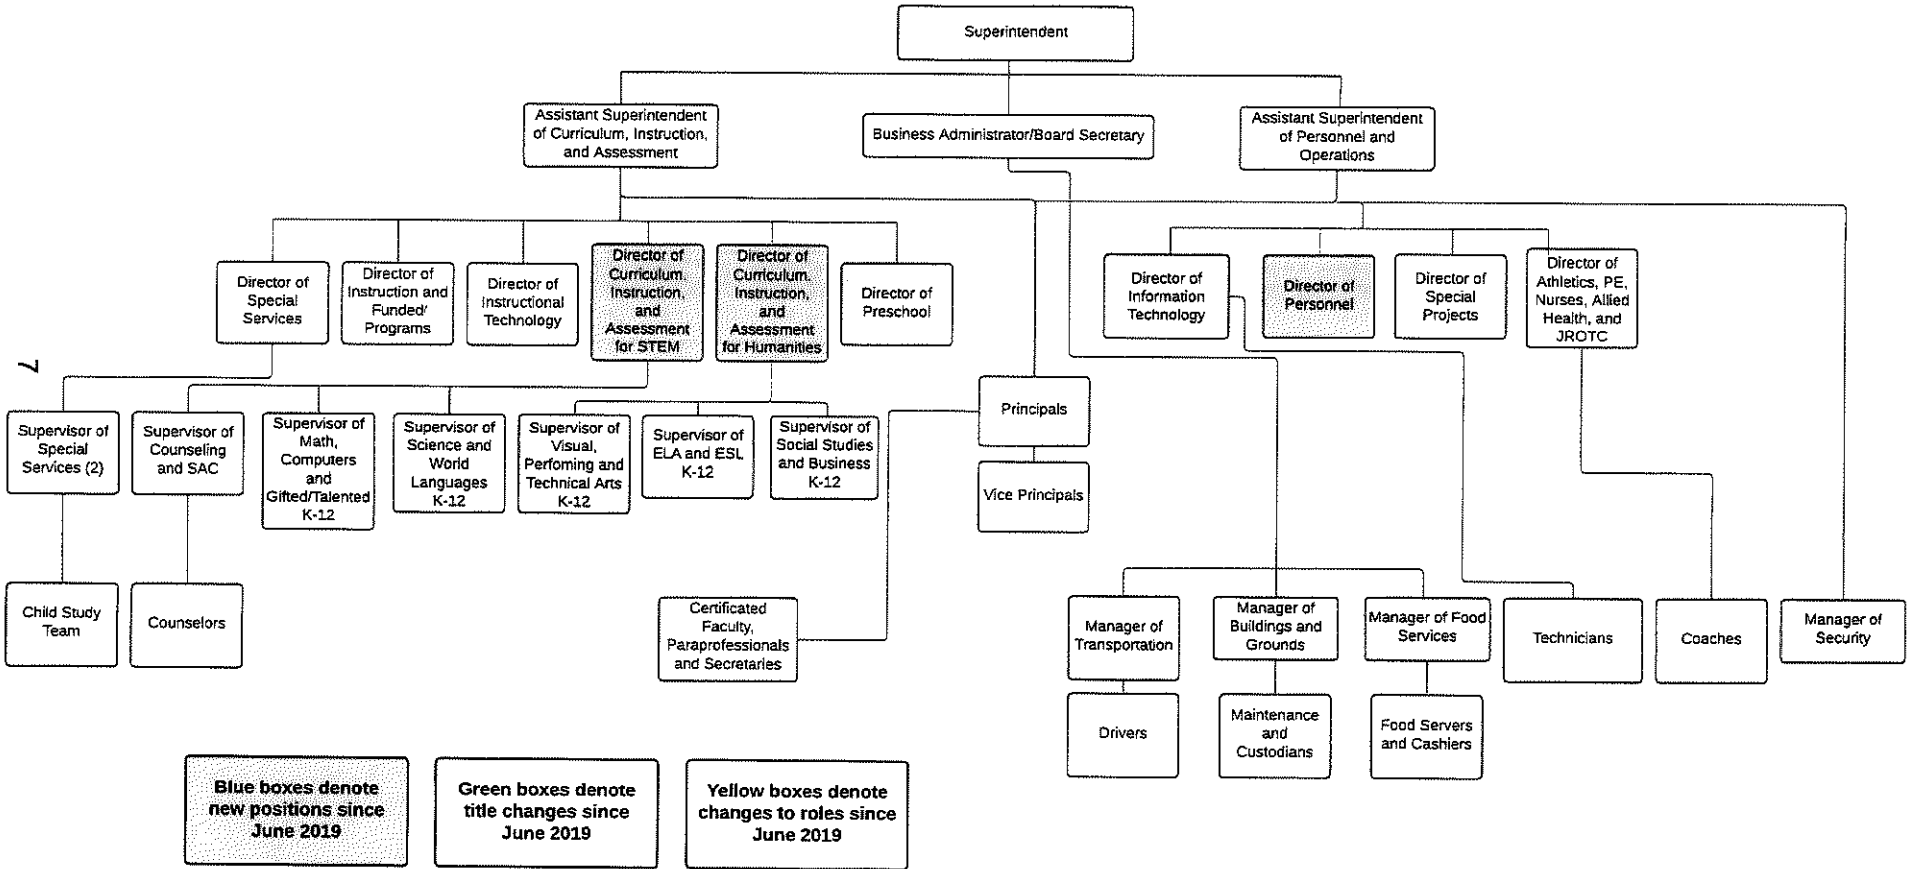 Superintendent
Assistant Superintendent
of Curriculum, Instruction,
and Assessment
Business Administrator/Board Secretary
Assistant Superintendent
of Personnel and
Operations
Director of
Special
Services
Director of
Instruction and
Funded/
Programs
Director of
Instructional
Technology
Director of
Curriculum.
Instruction,
and
Assessment
for STEM
Director of
Curriculum.
Instruction,
and
Assessment
for Humanities
Director of
Preschool
Director of
Information
Technology
Director of
Personnel
Director of
Special
Projects
Director of
Athletics, PE,
Nurses, Allied
Health, and
JROTC
7
Supervisor of
Special
Services (2)
Supervisor of
Counseling
and SAC
Supervisor of
Math,
Computers
and
Gifted/Talented
K-12
Supervisor of
Science and
World
Languages
K-12
Supervisor of
Visual,
Perfoming and
Technical Arts
K-12
Supervisor of
ELA and ESL
K-12
Supervisor of
Social Studies
and Business
K-12
Principals
Vice Principals
Child Study
Team
Counselors
Certificated
Faculty,
Paraprofessionals
and Secretaries
Manager of
Transportation
Manager of
Buildings and
Grounds
Manager of Food
Services
Technicians
Coaches
Manager of
Security
Drivers
Maintenance
and
Custodians
Food Servers
and Cashiers
Blue boxes denote
new positions since
June 2019
Green boxes denote
title changes since
June 2019
Yellow boxes denote
changes to roles since
June 2019